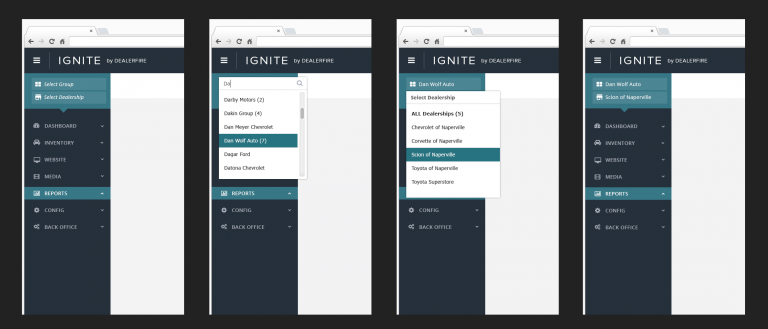 IGNITE by DEALERFIRE
Select Group
Select Dealership
DASHBOARD
INVENTORY
WEBSITE
MEDIA
REPORTS
CONFIG
BACK OFFICE
IGNITE by DEALERFIRE
Da
Darby Motors (2)
Dakin Group (4)
Dan Meyer Chevrolet
Dan Wolf Auto (7)
Dagar Ford
Datona Chevrolet
REPORTS
CONFIG
BACK OFFICE
IGNITE by DEALERFIRE
Dan Wolf Auto
Select Dealership
ALL Dealerships (5)
Chevrolet of Naperville
Corvette of Naperville
Scion of Naperville
Toyota of Naperville
Toyota Superstore
CONFIG
BACK OFFICE
IGNITE by DEALERFIRE
Dan Wolf Auto
Scion of Naperville
DASHBOARD
INVENTORY
WEBSITE
MEDIA
REPORTS
CONFIG
BACK OFFICE